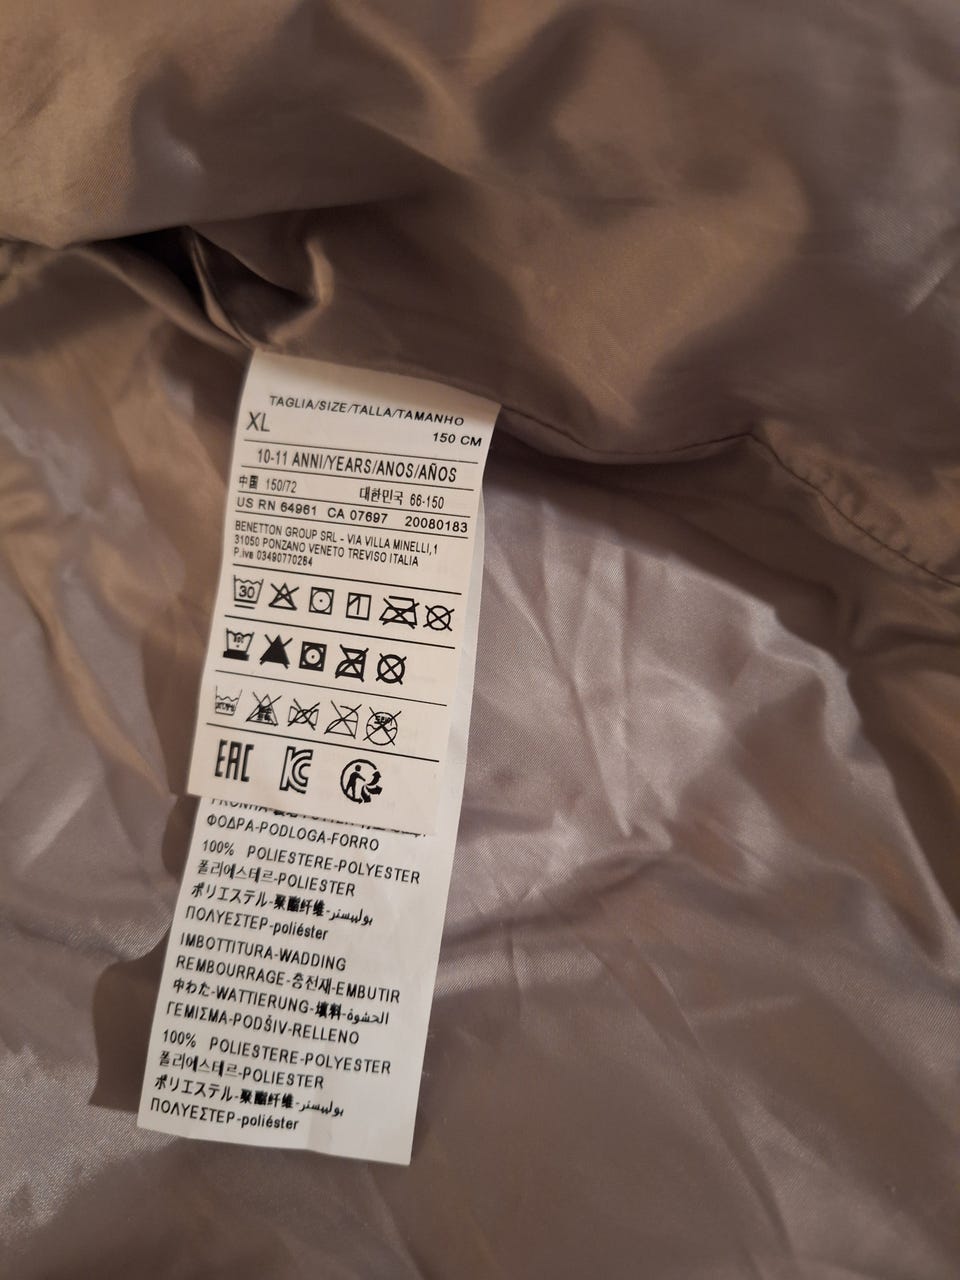 TAGLIA/SIZE/TALLA/TAMANHO
XL
150 CM
10-11 ANNI/YEARS/ANOS/AÑOS
中国 150/72 대한민국 66-150
US RN 64961 CA 07697 20080183
BENETTON GROUP SRL - VIA VILLA MINELLI,1
31050 PONZANO VENETO TREVISO ITALIA
P.iva 03490770264
30
EAC
ΦΟΔΡΑ-PODLOGA-FORRO
100% POLIESTERE-POLYESTER
폴리에스테르-POLIESTER
ポリエステル-聚酯纤维-بوليستر
ΠΟΛΥΕΣΤΕΡ-poliéster
IMBOTTITURA-WADDING
REMBOURRAGE-충전재-EMBUTIR
中わた-WATTIERUNG-填料-الحشوة
ΓΕΜΙΣΜΑ-PODŠIV-RELLENO
100% POLIESTERE-POLYESTER
폴리에스테르-POLIESTER
ポリエステル-聚酯纤维-بوليستر
ΠΟΛΥΕΣΤΕΡ-poliéster